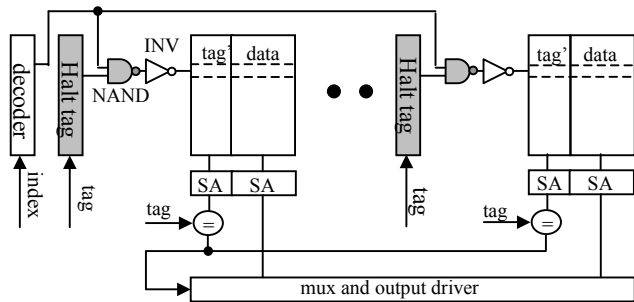 INV
tag'
data
tag'
data
decoder
Halt tag
NAND
Halt tag
index
tag
tag
SA
SA
SA
SA
tag
=
tag
=
mux and output driver